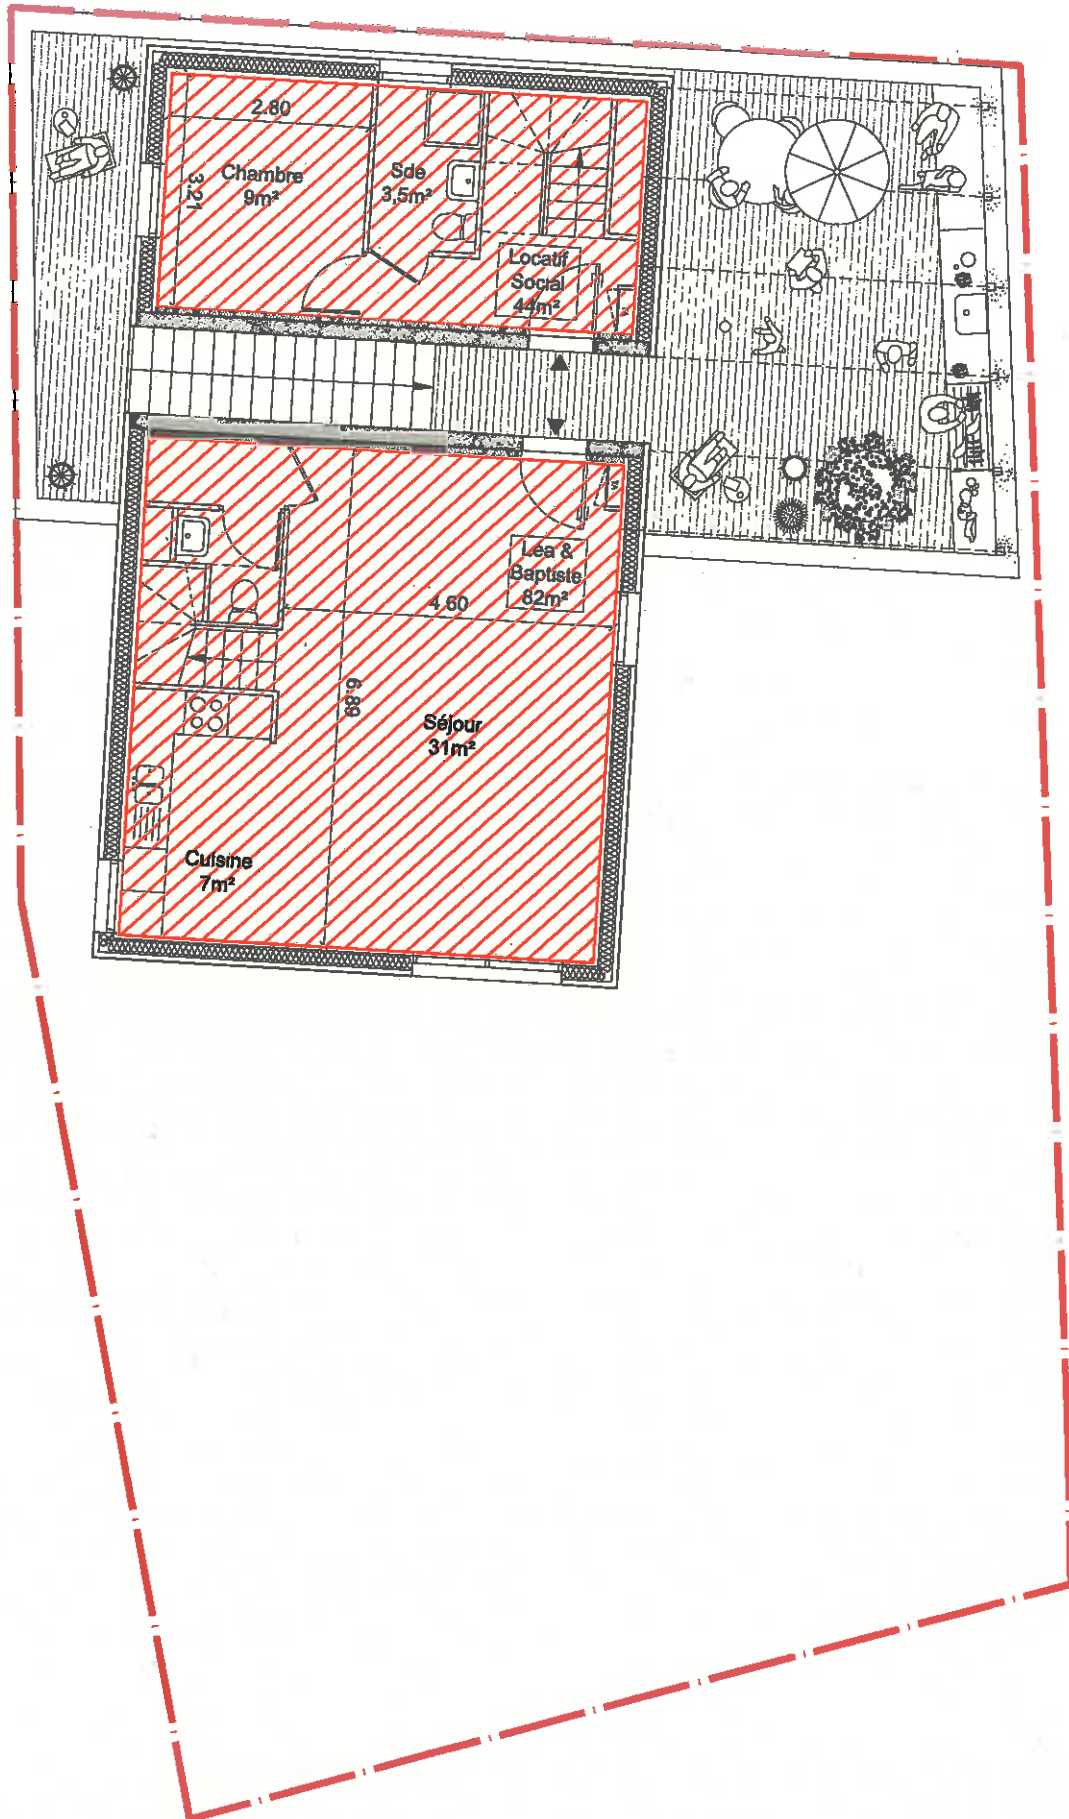 2.80
3.21
Chambre
9m²
Sde
3,5m²
Locatif
Social
44m²
Lea &
Baptiste
82m²
4.60
6.89
Séjour
31m²
Cuisine
7m²